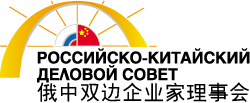 РОССИЙСКО-КИТАЙСКИЙ
ДЕЛОВОЙ СОВЕТ
俄中双边企业家理事会